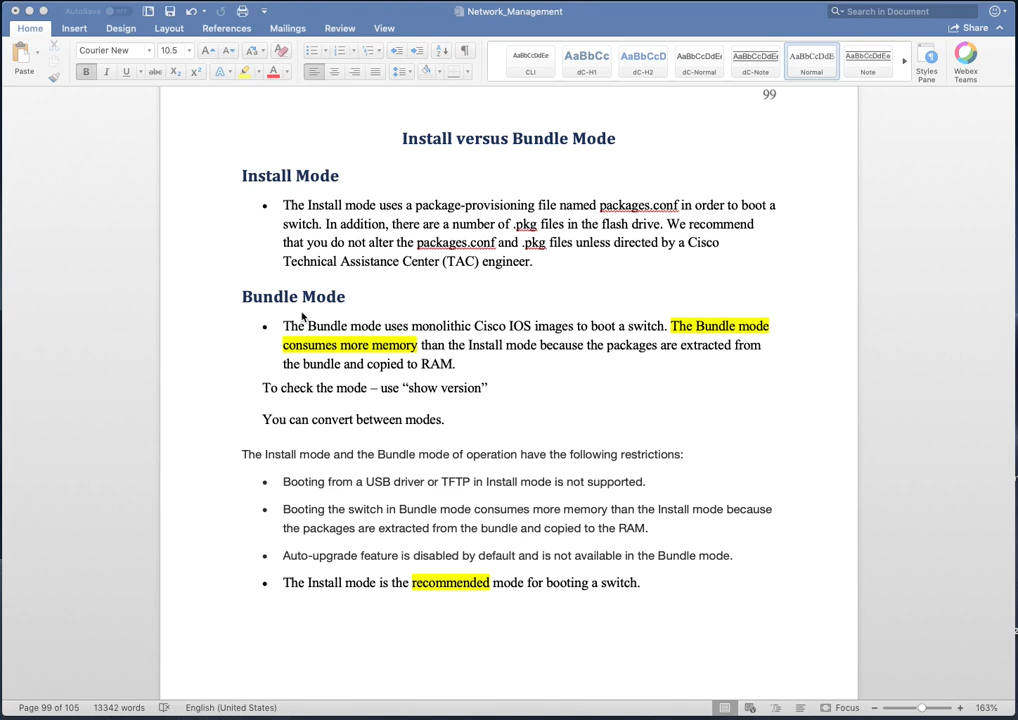 AutoSave OFF
Network_Management
Search in Document
Home Insert Design Layout References Mailings Review View
Share
Paste
Courier New
10.5
B I U abc X₂ X²
AaBbCcDdEe AaBbCc AaBbCcD AaBbCcDdEe AaBbCcDdEe AaBbCcDdE AaBbCcDdEe
CLI dC-H1 dC-H2 dC-Normal dC-Note Normal Note
Styles Pane
Webex Teams
99
Install versus Bundle Mode
Install Mode
• The Install mode uses a package-provisioning file named packages.conf in order to boot a
switch. In addition, there are a number of .pkg files in the flash drive. We recommend
that you do not alter the packages.conf and .pkg files unless directed by a Cisco
Technical Assistance Center (TAC) engineer.
Bundle Mode
• The Bundle mode uses monolithic Cisco IOS images to boot a switch. The Bundle mode
consumes more memory than the Install mode because the packages are extracted from
the bundle and copied to RAM.
To check the mode – use “show version”
You can convert between modes.
The Install mode and the Bundle mode of operation have the following restrictions:
• Booting from a USB driver or TFTP in Install mode is not supported.
• Booting the switch in Bundle mode consumes more memory than the Install mode because
the packages are extracted from the bundle and copied to the RAM.
• Auto-upgrade feature is disabled by default and is not available in the Bundle mode.
• The Install mode is the recommended mode for booting a switch.
Page 99 of 105 13342 words English (United States) Focus 163%